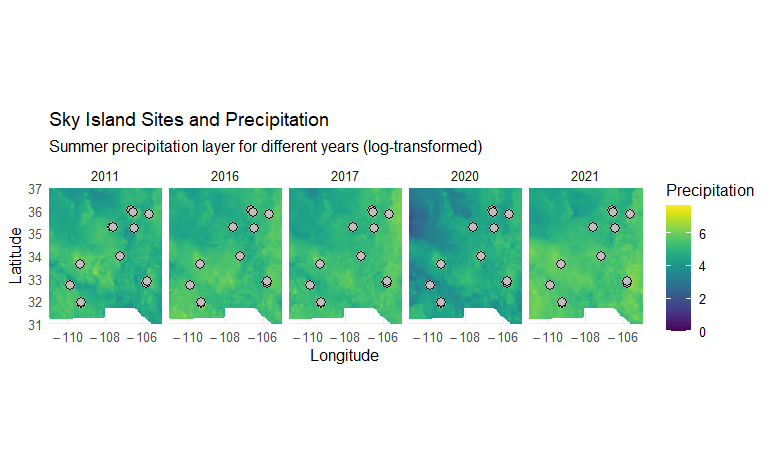 Sky Island Sites and Precipitation
Summer precipitation layer for different years (log-transformed)
2011 2016 2017 2020 2021
Precipitation
6
4
2
0
Latitude
37
36
35
34
33
32
31
−110 −108 −106 −110 −108 −106 −110 −108 −106 −110 −108 −106 −110 −108 −106
Longitude